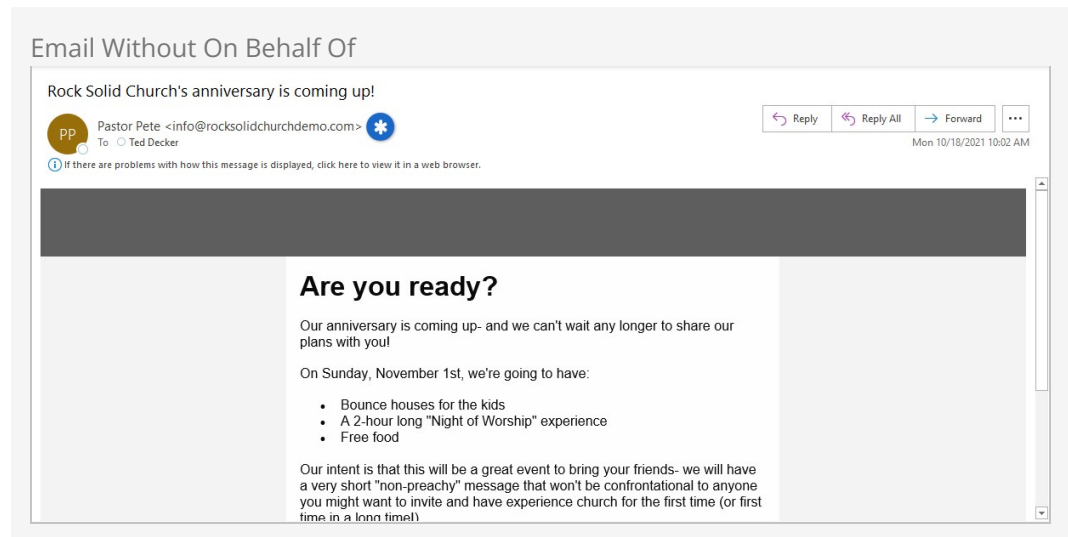 Email Without On Behalf Of
Rock Solid Church's anniversary is coming up!
PP
Pastor Pete <info@rocksolidchurchdemo.com>
Reply
Reply All
Forward
To Ted Decker
Mon 10/18/2021 10:02 AM
If there are problems with how this message is displayed, click here to view it in a web browser.
Are you ready?
Our anniversary is coming up- and we can't wait any longer to share our
plans with you!
On Sunday, November 1st, we're going to have:
• Bounce houses for the kids
• A 2-hour long "Night of Worship" experience
• Free food
Our intent is that this will be a great event to bring your friends- we will have
a very short "non-preachy" message that won't be confrontational to anyone
you might want to invite and have experience church for the first time (or first
time in a long time!)